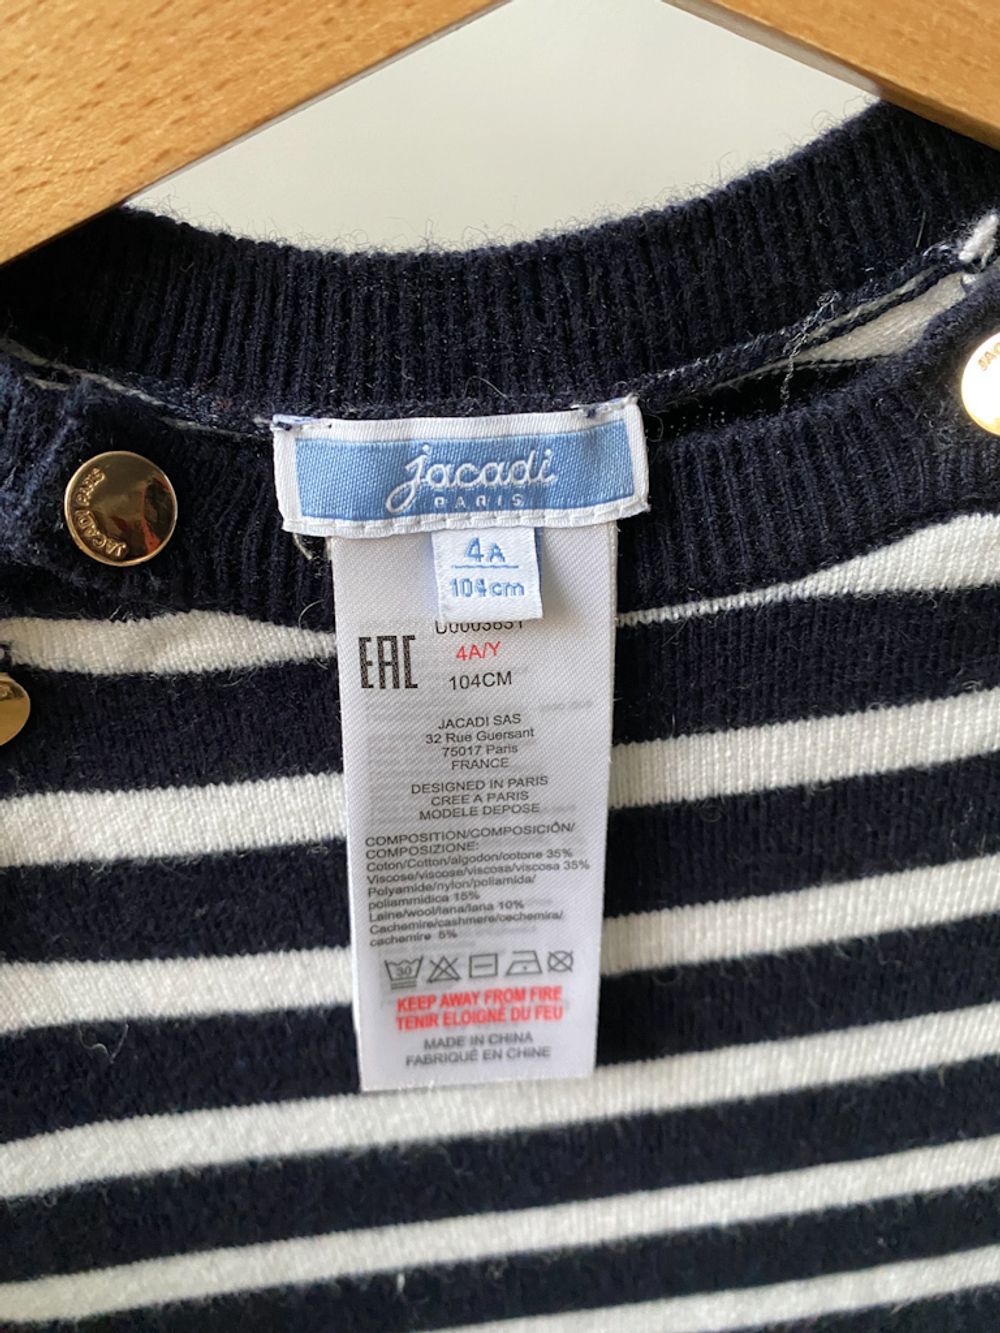 jacadi
PARIS
4A
104cm
JACADI PARIS
U0003831
EAC
4A/Y
104CM
JACADI SAS
32 Rue Guersant
75017 Paris
FRANCE
DESIGNED IN PARIS
CREE A PARIS
MODELE DEPOSE
COMPOSITION/COMPOSICIÓN/
COMPOSIZIONE:
Coton/Cotton/algodon/cotone 35%
Viscose/viscose/viscosa/viscosa 35%
Polyamide/nylon/poliamida/
poliammidica 15%
Laine/wool/lana/lana 10%
Cachemire/cashmere/cachemira/
cachemire 5%
30
KEEP AWAY FROM FIRE
TENIR ELOIGNÉ DU FEU
MADE IN CHINA
FABRIQUÉ EN CHINE